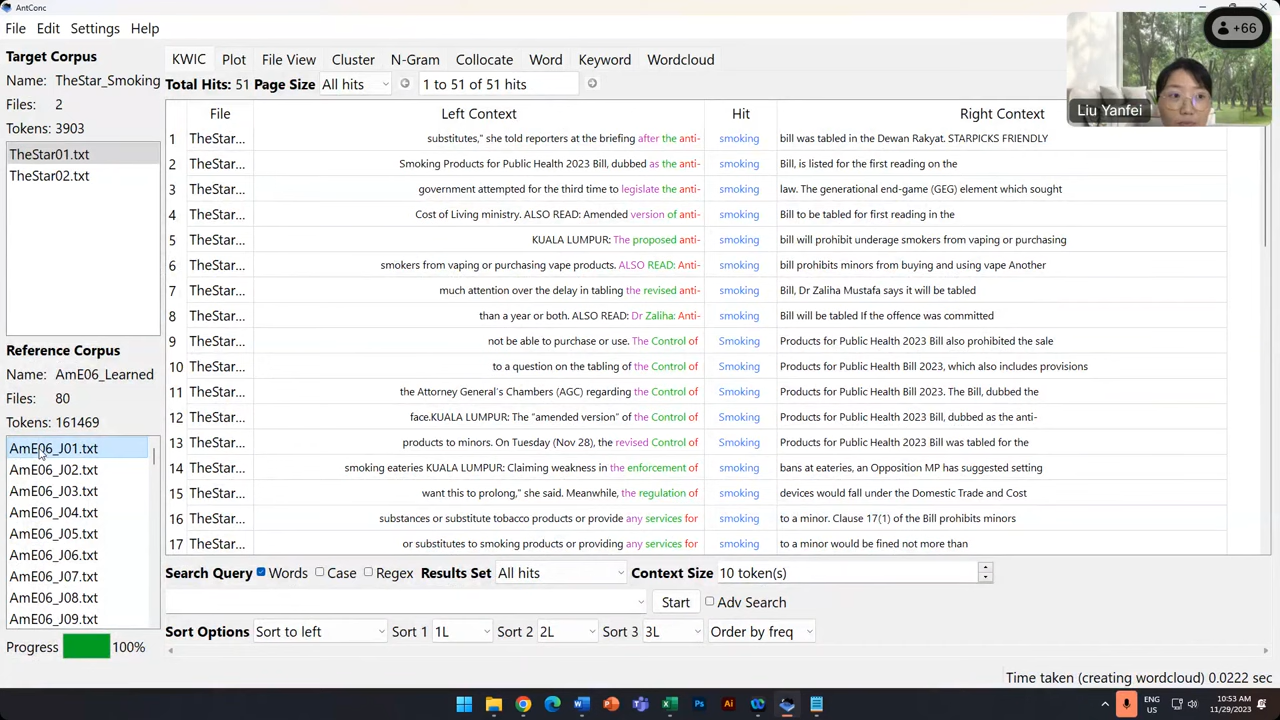 AntConc
File Edit Settings Help
+66
Liu Yanfei
Target Corpus
Name: TheStar_Smoking
Files: 2
Tokens: 3903
TheStar01.txt
TheStar02.txt
Reference Corpus
Name: AmE06_Learned
Files: 80
Tokens: 161469
AmE06_J01.txt
AmE06_J02.txt
AmE06_J03.txt
AmE06_J04.txt
AmE06_J05.txt
AmE06_J06.txt
AmE06_J07.txt
AmE06_J08.txt
AmE06_J09.txt
Progress 100%
KWIC Plot File View Cluster N-Gram Collocate Word Keyword Wordcloud
Total Hits: 51 Page Size All hits 1 to 51 of 51 hits
File Left Context Hit Right Context
1 TheStar... substitutes,” she told reporters at the briefing after the anti- smoking bill was tabled in the Dewan Rakyat. STARPICKS FRIENDLY
2 TheStar... Smoking Products for Public Health 2023 Bill, dubbed as the anti- smoking Bill, is listed for the first reading on the
3 TheStar... government attempted for the third time to legislate the anti- smoking law. The generational end-game (GEG) element which sought
4 TheStar... Cost of Living ministry. ALSO READ: Amended version of anti- smoking Bill to be tabled for first reading in the
5 TheStar... KUALA LUMPUR: The proposed anti- smoking bill will prohibit underage smokers from vaping or purchasing
6 TheStar... smokers from vaping or purchasing vape products. ALSO READ: Anti- smoking bill prohibits minors from buying and using vape Another
7 TheStar... much attention over the delay in tabling the revised anti- smoking Bill, Dr Zaliha Mustafa says it will be tabled
8 TheStar... than a year or both. ALSO READ: Dr Zaliha: Anti- smoking Bill will be tabled If the offence was committed
9 TheStar... not be able to purchase or use. The Control of smoking Products for Public Health 2023 Bill also prohibited the sale
10 TheStar... to a question on the tabling of the Control of smoking Products for Public Health Bill 2023, which also includes provisions
11 TheStar... the Attorney General’s Chambers (AGC) regarding the Control of smoking Products for Public Health Bill 2023. The Bill, dubbed the
12 TheStar... face.KUALA LUMPUR: The “amended version” of the Control of smoking Products for Public Health 2023 Bill, dubbed as the anti-
13 TheStar... products to minors. On Tuesday (Nov 28), the revised Control of smoking Products for Public Health 2023 Bill was tabled for the
14 TheStar... smoking eateries KUALA LUMPUR: Claiming weakness in the enforcement of smoking bans at eateries, an Opposition MP has suggested setting
15 TheStar... want this to prolong,” she said. Meanwhile, the regulation of smoking devices would fall under the Domestic Trade and Cost
16 TheStar... substances or substitute tobacco products or provide any services for smoking to a minor. Clause 17(1) of the Bill prohibits minors
17 TheStar... or substitutes to smoking products or providing any services for smoking to a minor would be fined not more than
Search Query Words Case Regex Results Set All hits Context Size 10 token(s)
Start Adv Search
Sort Options Sort to left Sort 1 1L Sort 2 2L Sort 3 3L Order by freq
Time taken (creating wordcloud) 0.0222 sec
ENG
US
10:53 AM
11/29/2023